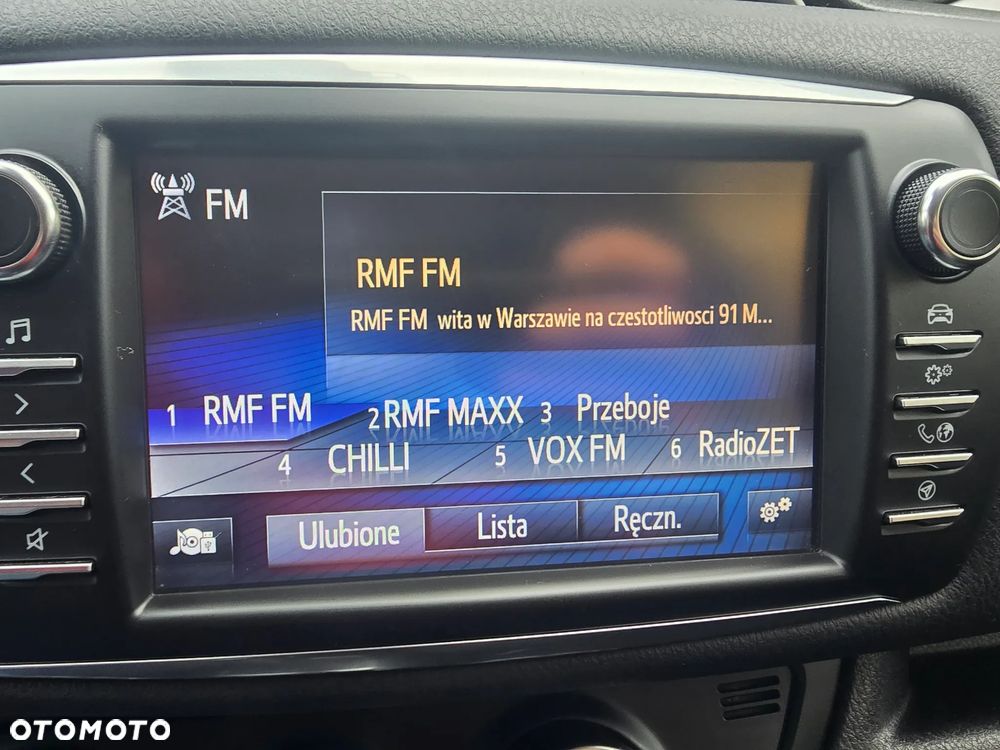 FM
RMF FM
RMF FM wita w Warszawie na czestotliwosci 91 M...
1 RMF FM 2 RMF MAXX 3 Przeboje
4 CHILLI 5 VOX FM 6 RadioZET
Ulubione Lista Ręczn.
OTOMOTO